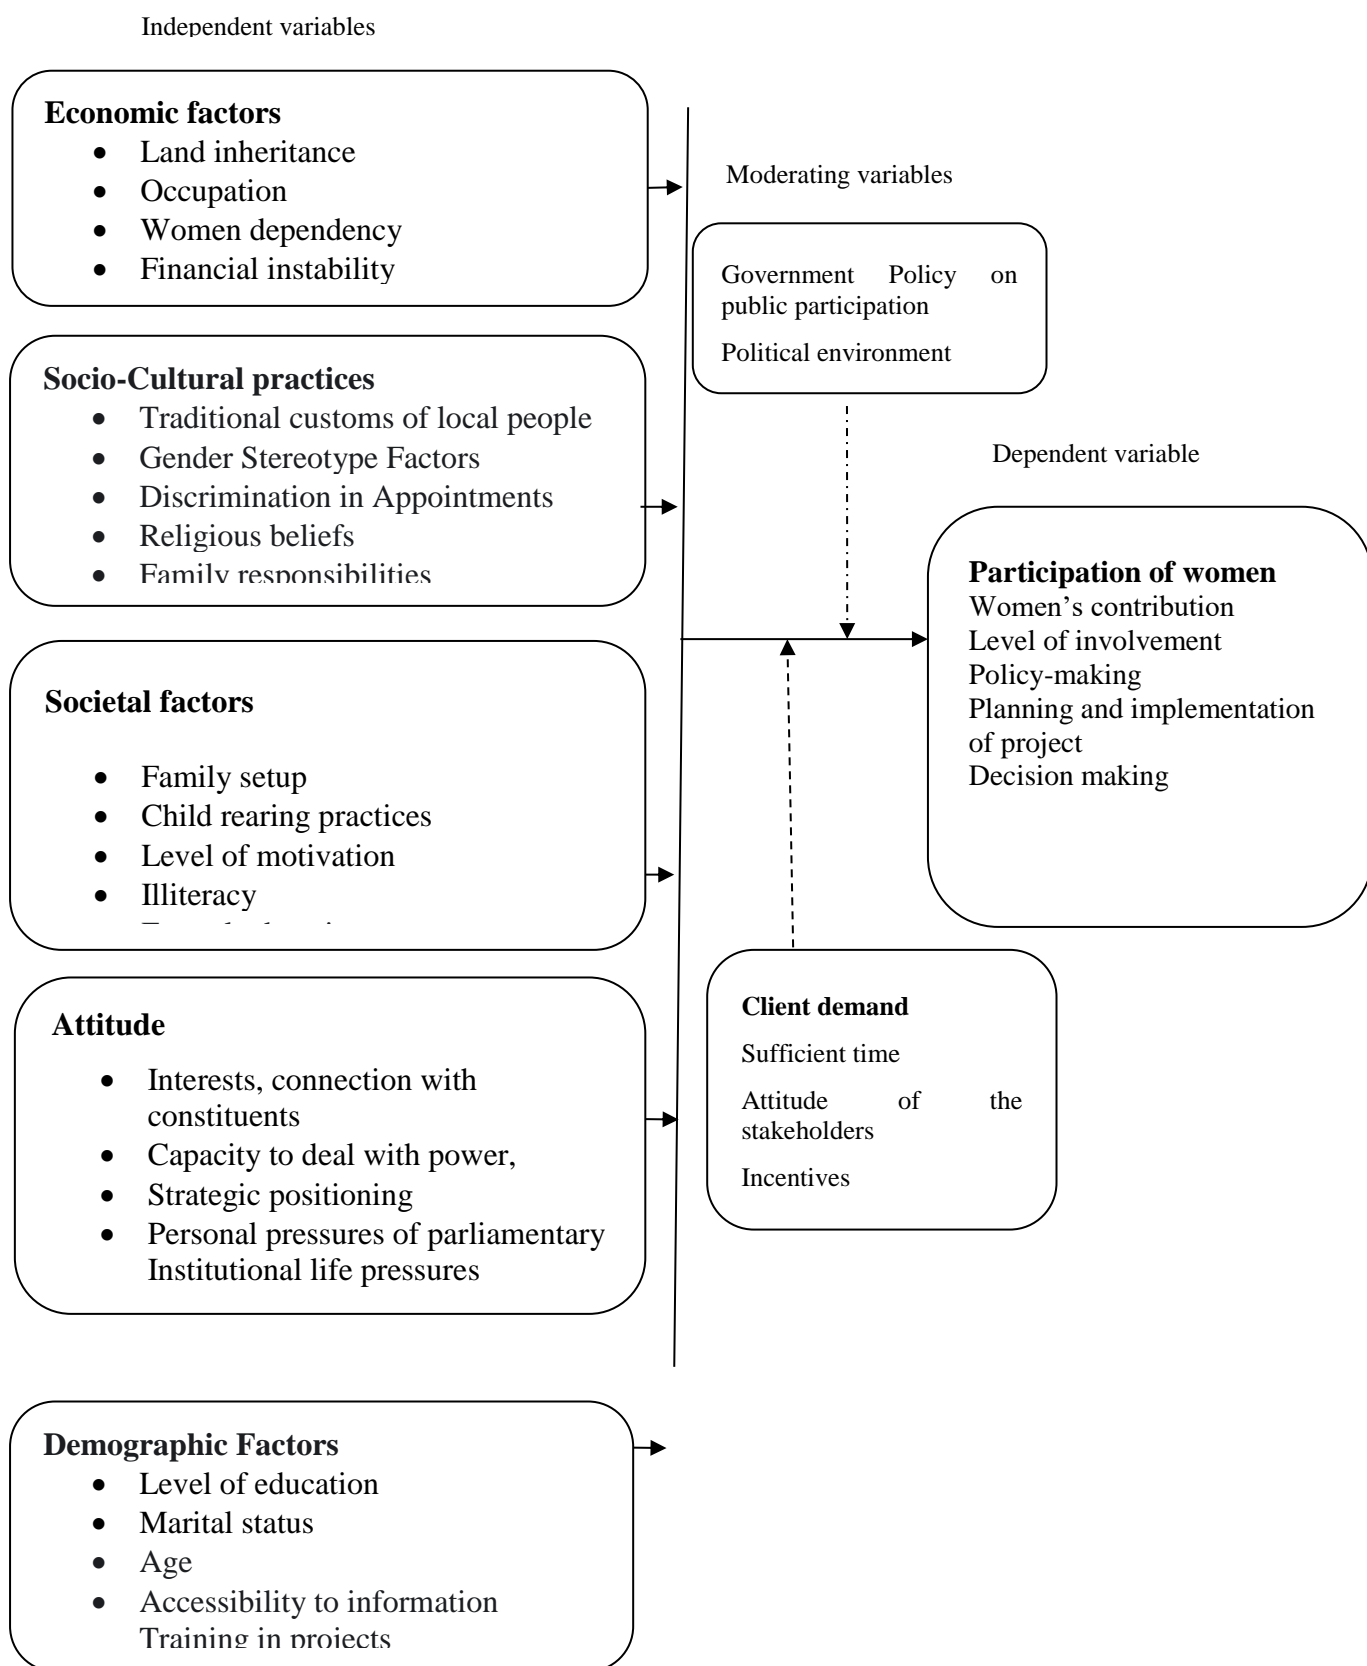 Independent variables
Economic factors
• Land inheritance
• Occupation
• Women dependency
• Financial instability
Moderating variables
Government Policy on
public participation
Political environment
Socio-Cultural practices
• Traditional customs of local people
• Gender Stereotype Factors
• Discrimination in Appointments
• Religious beliefs
• Family responsibilities
Dependent variable
Participation of women
Women’s contribution
Level of involvement
Policy-making
Planning and implementation
of project
Decision making
Societal factors
• Family setup
• Child rearing practices
• Level of motivation
• Illiteracy
Attitude
• Interests, connection with
constituents
• Capacity to deal with power,
• Strategic positioning
• Personal pressures of parliamentary
Institutional life pressures
Client demand
Sufficient time
Attitude of the
stakeholders
Incentives
Demographic Factors
• Level of education
• Marital status
• Age
• Accessibility to information
Training in projects